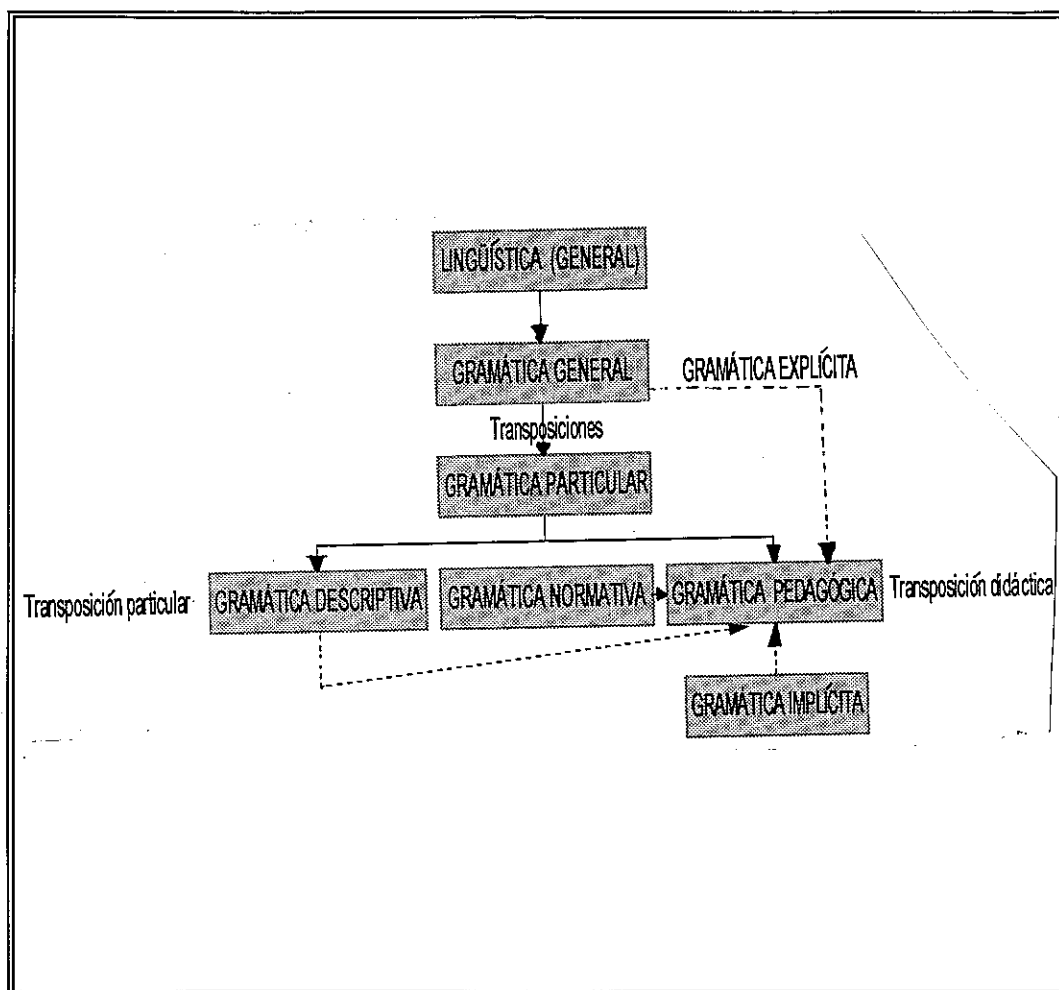 LINGÜÍSTICA (GENERAL)
GRAMÁTICA GENERAL
GRAMÁTICA EXPLÍCITA
Transposiciones
GRAMÁTICA PARTICULAR
Transposición particular
GRAMÁTICA DESCRIPTIVA
GRAMÁTICA NORMATIVA
GRAMÁTICA PEDAGÓGICA
Transposición didáctica
GRAMÁTICA IMPLÍCITA